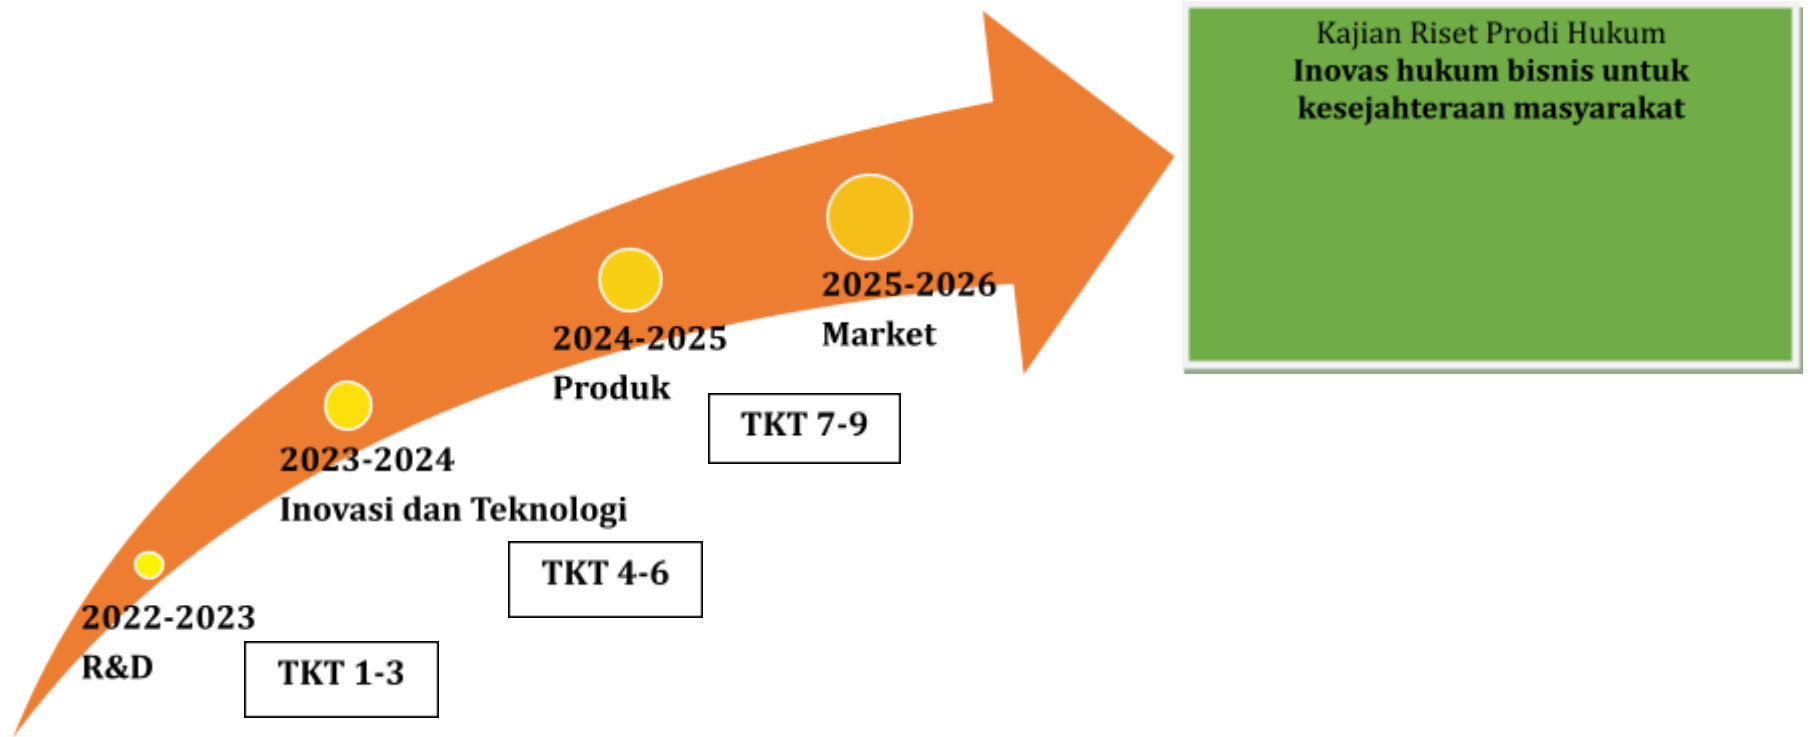 Kajian Riset Prodi Hukum
Inovas hukum bisnis untuk
kesejahteraan masyarakat
2025-2026
Market
2024-2025
Produk
TKT 7-9
2023-2024
Inovasi dan Teknologi
TKT 4-6
2022-2023
R&D
TKT 1-3